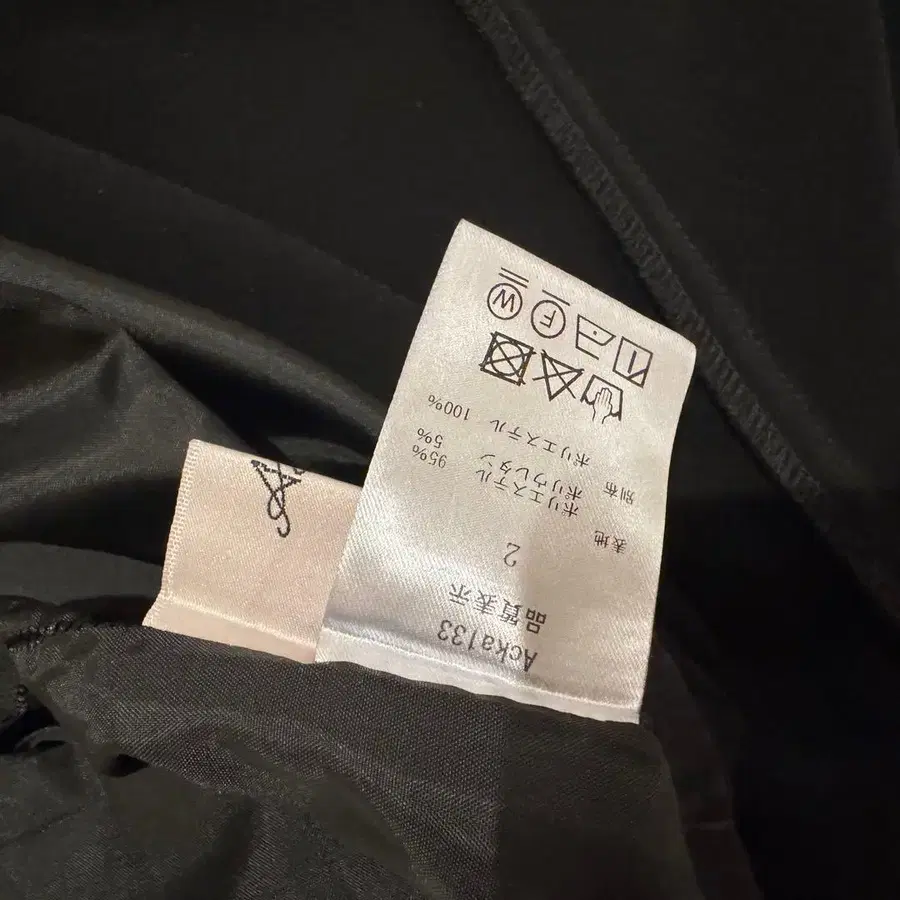 Acka133
品質表示
2
表地
ポリエステル 95%
ポリウレタン 5%
別布
ポリエステル 100%
F W